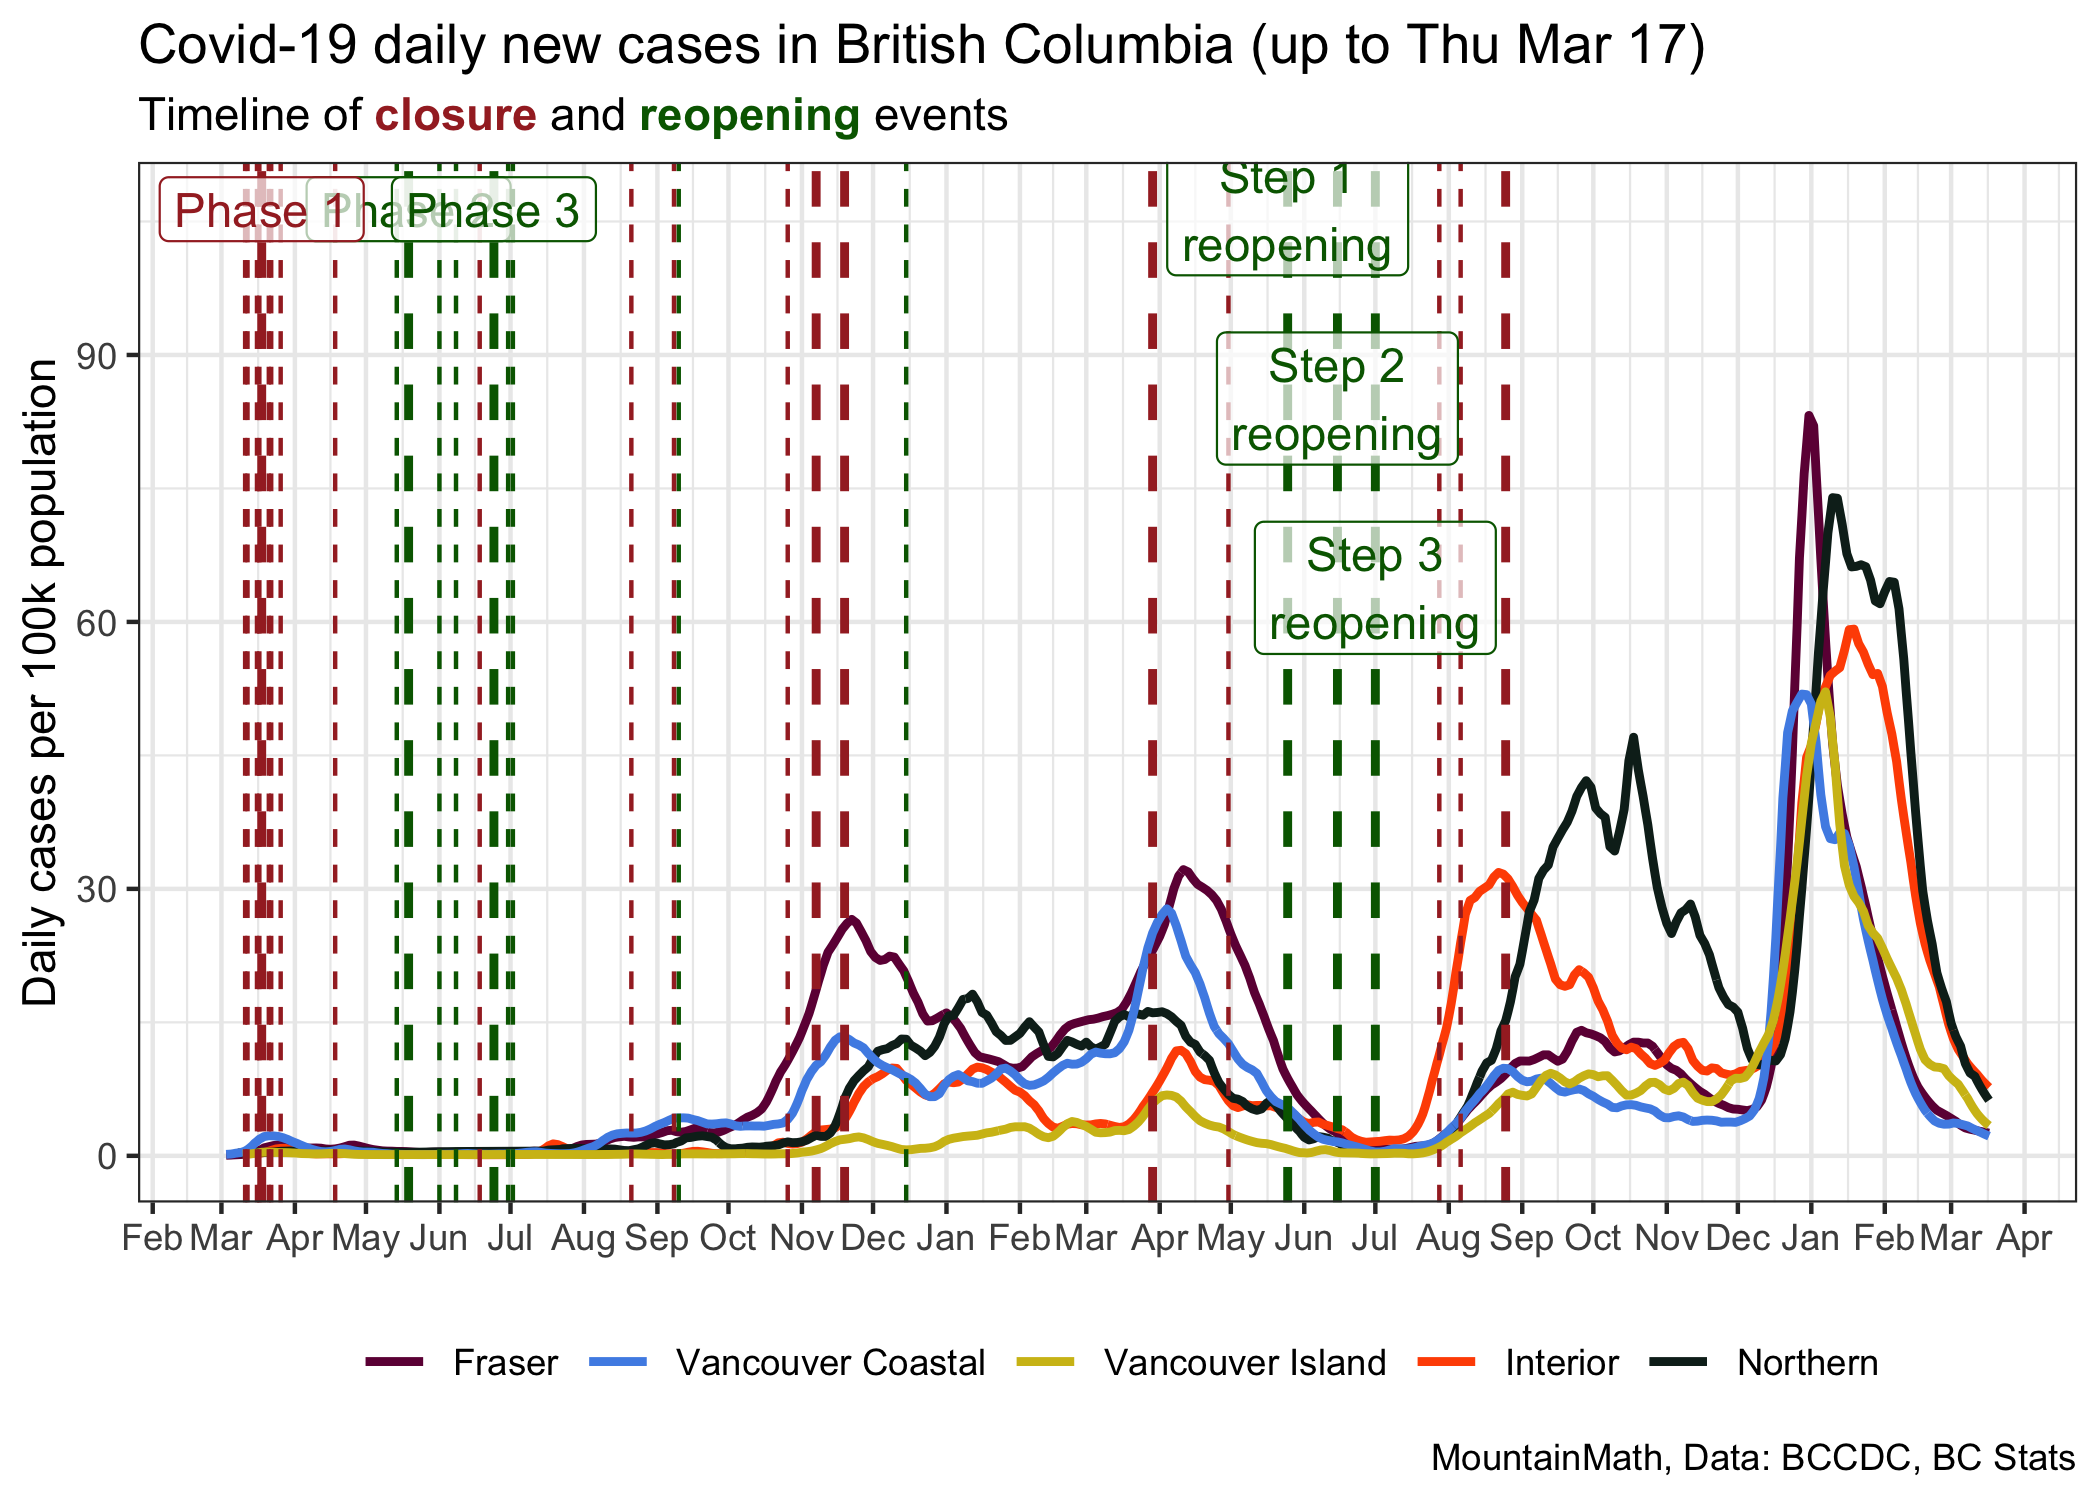 Covid-19 daily new cases in British Columbia (up to Thu Mar 17)
Timeline of closure and reopening events
Phase 1 Phase 2 Phase 3
Step 1
reopening
Step 2
reopening
Step 3
reopening
Daily cases per 100k population
90
60
30
0
Feb Mar Apr May Jun Jul Aug Sep Oct Nov Dec Jan Feb Mar Apr May Jun Jul Aug Sep Oct Nov Dec Jan Feb Mar Apr
Fraser Vancouver Coastal Vancouver Island Interior Northern
MountainMath, Data: BCCDC, BC Stats